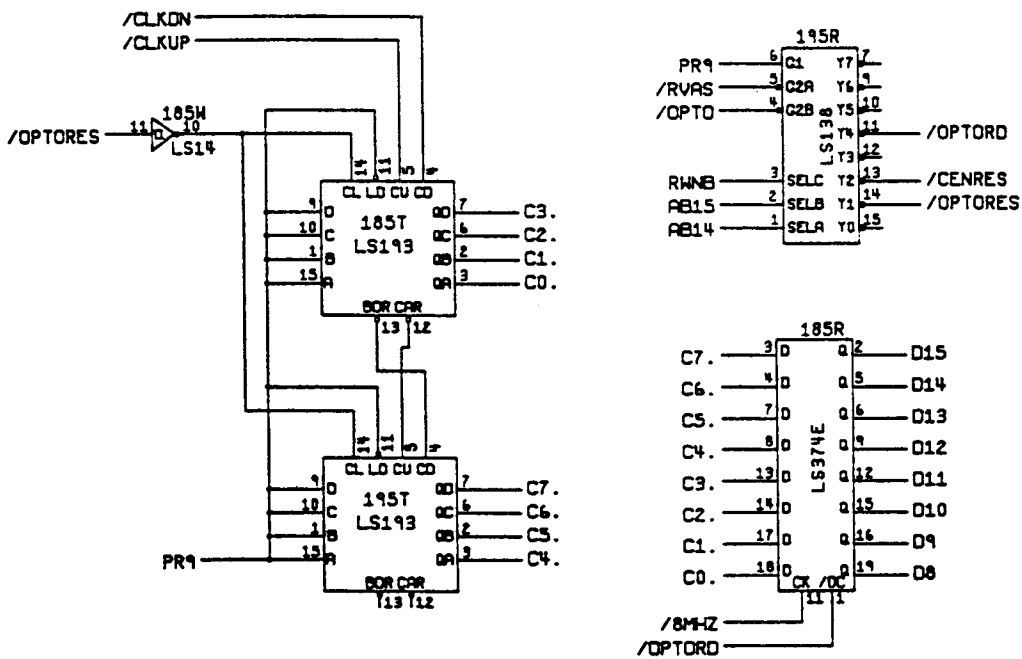 /CLKDN
/CLKUP
/OPTORES
11
185W
10
LS14
14 11 5 4
CL LD CU CD
185T
LS193
9 D
10 C
1 B
15 A
QD 7 C3.
QC 6 C2.
QB 2 C1.
QA 3 C0.
BOR CAR
13 12
14 11 5 4
CL LD CU CD
195T
LS193
9 D
10 C
1 B
15 A
QD 7 C7.
QC 6 C6.
QB 2 C5.
QA 3 C4.
BOR CAR
13 12
PR9
195R
LS138
PR9 6 G1
/RVAS 5 G2A
/OPTO 4 G2B
RWNB 3 SELC
AB15 2 SELB
AB14 1 SELA
Y7 7
Y6 9
Y5 10
Y4 11 /OPTORD
Y3 12
Y2 13 /CENRES
Y1 14 /OPTORES
Y0 15
185R
LS374E
C7. 3 D Q 2 D15
C6. 4 D Q 5 D14
C5. 7 D Q 6 D13
C4. 8 D Q 9 D12
C3. 13 D Q 12 D11
C2. 14 D Q 15 D10
C1. 17 D Q 16 D9
C0. 18 D Q 19 D8
CK /OC
11 1
/8MHZ
/OPTORD